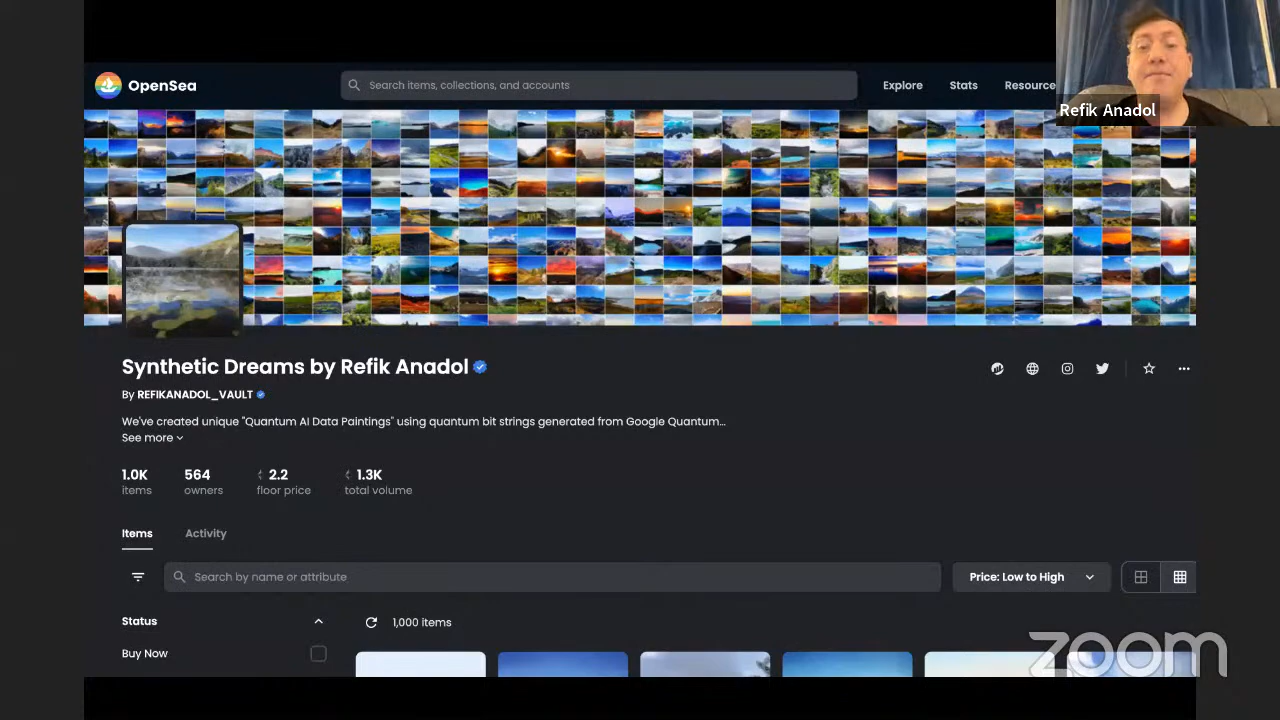 OpenSea
Search items, collections, and accounts
Explore
Stats
Resource
Refik Anadol
Synthetic Dreams by Refik Anadol
By REFIKANADOL_VAULT
We've created unique "Quantum AI Data Paintings" using quantum bit strings generated from Google Quantum...
See more
1.0K
items
564
owners
2.2
floor price
1.3K
total volume
Items
Activity
Search by name or attribute
Price: Low to High
Status
1,000 items
Buy Now
zoom